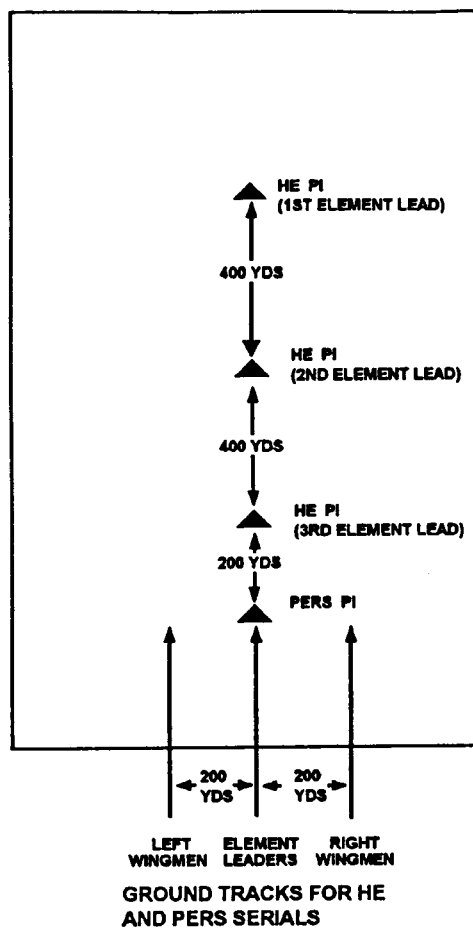 HE PI
(1ST ELEMENT LEAD)
400 YDS
HE PI
(2ND ELEMENT LEAD)
400 YDS
HE PI
(3RD ELEMENT LEAD)
200 YDS
PERS PI
200
YDS
200
YDS
LEFT
WINGMEN
ELEMENT
LEADERS
RIGHT
WINGMEN
GROUND TRACKS FOR HE
AND PERS SERIALS